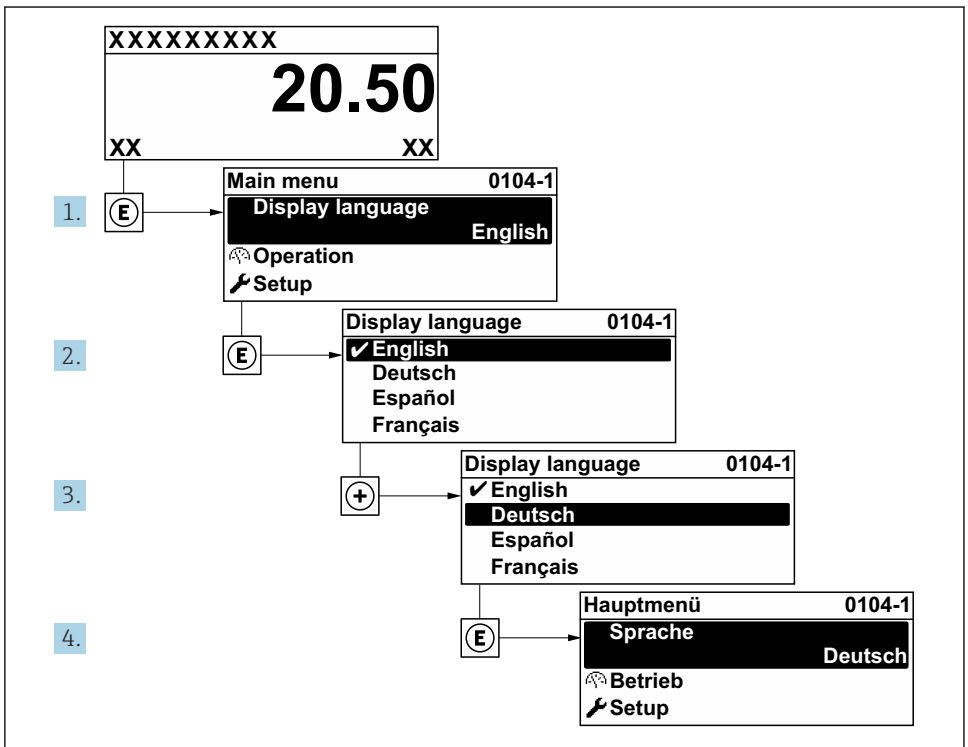 XXXXXXXXX
20.50
XX XX
1. E
Main menu 0104-1
Display language
English
Operation
Setup
2. E
Display language 0104-1
✔ English
Deutsch
Español
Français
3. +
Display language 0104-1
✔ English
Deutsch
Español
Français
4. E
Hauptmenü 0104-1
Sprache
Deutsch
Betrieb
Setup